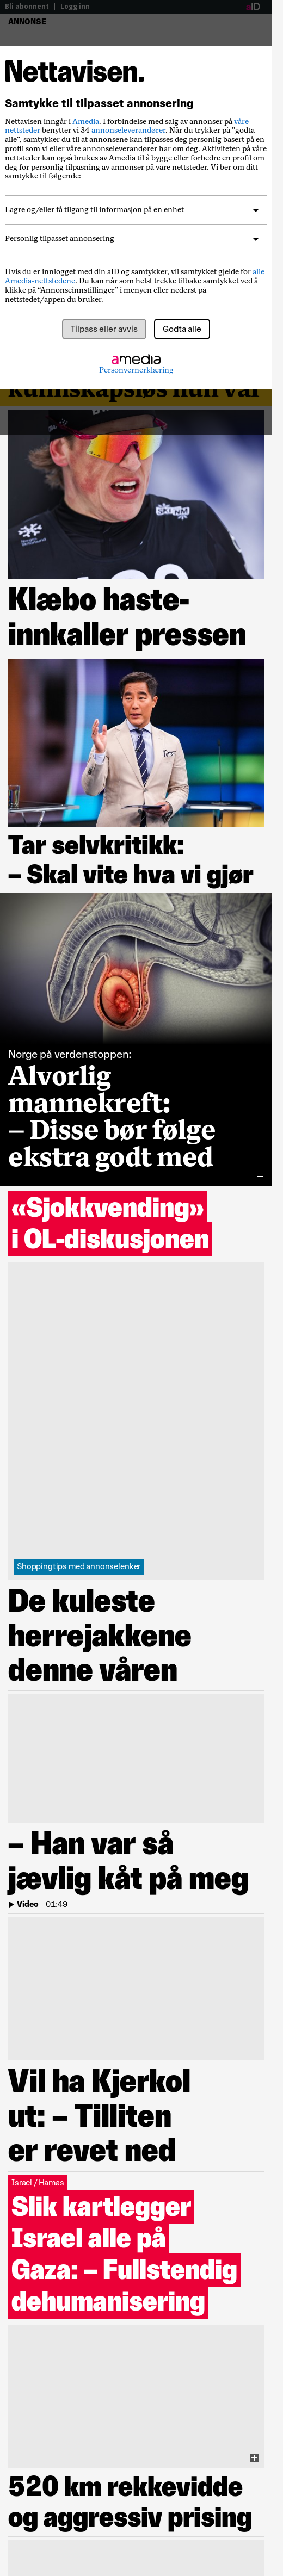 Bli abonnent | Logg inn
aID
ANNONSE
Nettavisen.
Samtykke til tilpasset annonsering
Nettavisen inngår i Amedia. I forbindelse med salg av annonser på våre
nettsteder benytter vi 34 annonseleverandører. Når du trykker på "godta
alle", samtykker du til at annonsene kan tilpasses deg personlig basert på en
profil som vi eller våre annonseleverandører har om deg. Aktiviteten på våre
nettsteder kan også brukes av Amedia til å bygge eller forbedre en profil om
deg for personlig tilpasning av annonser på våre nettsteder. Vi ber om ditt
samtykke til følgende:
Lagre og/eller få tilgang til informasjon på en enhet
Personlig tilpasset annonsering
Hvis du er innlogget med din aID og samtykker, vil samtykket gjelde for alle
Amedia-nettstedene. Du kan når som helst trekke tilbake samtykket ved å
klikke på “Annonseinnstillinger” i menyen eller nederst på
nettstedet/appen du bruker.
Tilpass eller avvis
Godta alle
amedia
Personvernerklæring
kunnskapsløs hun var
Klæbo haste-
innkaller pressen
Tar selvkritikk:
– Skal vite hva vi gjør
Norge på verdenstoppen:
Alvorlig
mannekreft:
– Disse bør følge
ekstra godt med
«Sjokkvending»
i OL-diskusjonen
Shoppingtips med annonselenker
De kuleste
herrejakkene
denne våren
– Han var så
jævlig kåt på meg
Video | 01:49
Vil ha Kjerkol
ut: – Tilliten
er revet ned
Israel / Hamas
Slik kartlegger
Israel alle på
Gaza: – Fullstendig
dehumanisering
520 km rekkevidde
og aggressiv prising